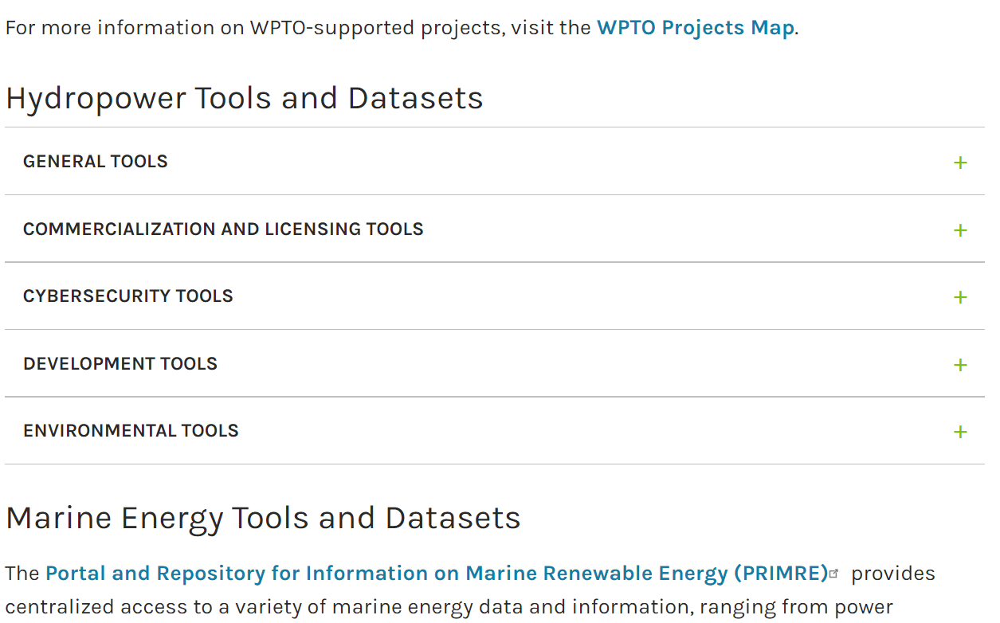 For more information on WPTO-supported projects, visit the WPTO Projects Map.
Hydropower Tools and Datasets
GENERAL TOOLS
COMMERCIALIZATION AND LICENSING TOOLS
CYBERSECURITY TOOLS
DEVELOPMENT TOOLS
ENVIRONMENTAL TOOLS
Marine Energy Tools and Datasets
The Portal and Repository for Information on Marine Renewable Energy (PRIMRE) provides
centralized access to a variety of marine energy data and information, ranging from power